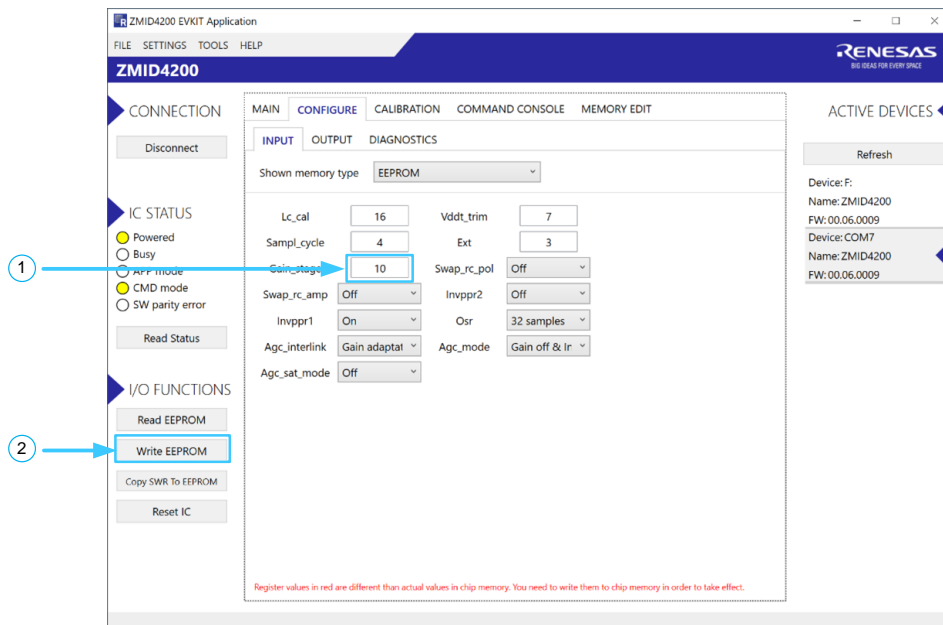 ZMID4200 EVKIT Application
FILE SETTINGS TOOLS HELP
RENESAS
BIG IDEAS FOR EVERY SPACE
ZMID4200
CONNECTION
Disconnect
IC STATUS
Powered
Busy
APP mode
CMD mode
SW parity error
Read Status
I/O FUNCTIONS
Read EEPROM
Write EEPROM
Copy SWR To EEPROM
Reset IC
1
2
MAIN CONFIGURE CALIBRATION COMMAND CONSOLE MEMORY EDIT
INPUT OUTPUT DIAGNOSTICS
Shown memory type EEPROM
Lc_cal 16 Vddt_trim 7
Sampl_cycle 4 Ext 3
Gain_stage 10 Swap_rc_pol Off
Swap_rc_amp Off Invppr2 Off
Invppr1 On Osr 32 samples
Agc_interlink Gain adaptat Agc_mode Gain off & Ir
Agc_sat_mode Off
Register values in red are different than actual values in chip memory. You need to write them to chip memory in order to take effect.
ACTIVE DEVICES
Refresh
Device: F:
Name: ZMID4200
FW: 00.06.0009
Device: COM7
Name: ZMID4200
FW: 00.06.0009